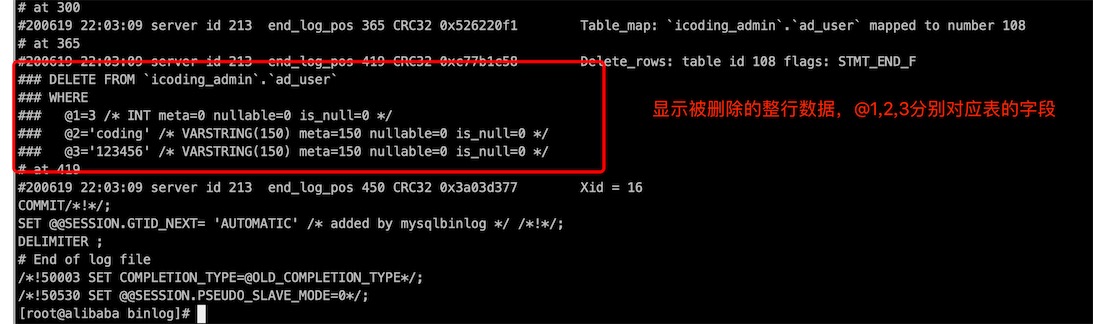 # at 300
#200619 22:03:09 server id 213  end_log_pos 365 CRC32 0x526220f1         Table_map: `icoding_admin`.`ad_user` mapped to number 108
# at 365
#200619 22:03:09 server id 213  end_log_pos 419 CRC32 0xc77b1c58         Delete_rows: table id 108 flags: STMT_END_F
### DELETE FROM `icoding_admin`.`ad_user`
### WHERE
###   @1=3 /* INT meta=0 nullable=0 is_null=0 */
显示被删除的整行数据，@1,2,3分别对应表的字段
###   @2='coding' /* VARSTRING(150) meta=150 nullable=0 is_null=0 */
###   @3='123456' /* VARSTRING(150) meta=150 nullable=0 is_null=0 */
# at 419
#200619 22:03:09 server id 213  end_log_pos 450 CRC32 0x3a03d377         Xid = 16
COMMIT/*!*/;
SET @@SESSION.GTID_NEXT= 'AUTOMATIC' /* added by mysqlbinlog */ /*!*/;
DELIMITER ;
# End of log file
/*!50003 SET COMPLETION_TYPE=@OLD_COMPLETION_TYPE*/;
/*!50530 SET @@SESSION.PSEUDO_SLAVE_MODE=0*/;
[root@alibaba binlog]#